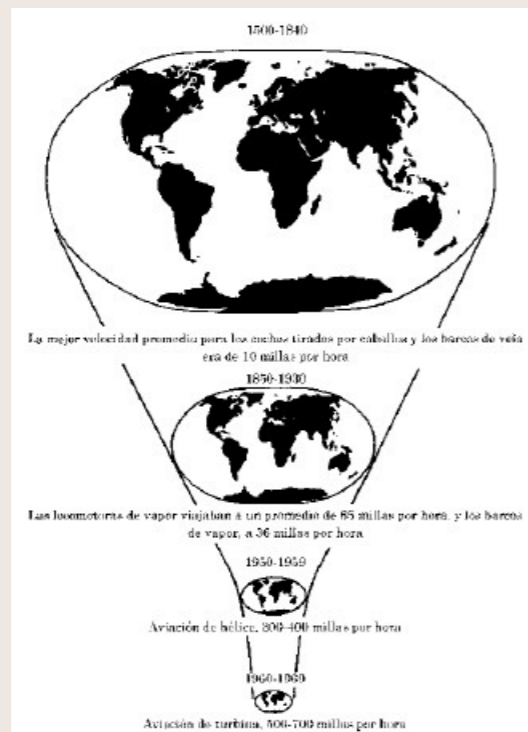 1500-1840
La mejor velocidad promedio para los coches tirados por caballos y los barcos de vela
era de 10 millas por hora
1850-1930
Las locomotoras de vapor viajaban a un promedio de 65 millas por hora, y los barcos
de vapor, a 36 millas por hora
1950-1959
Aviación de hélice, 300-400 millas por hora
1960-1969
Aviación de turbina, 500-700 millas por hora